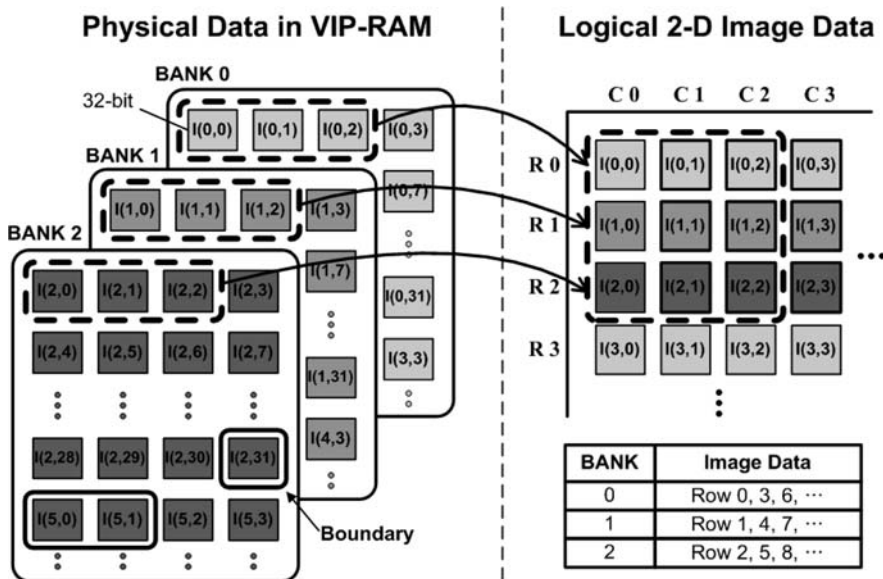 Physical Data in VIP-RAM
BANK 0
32-bit
I(0,0) I(0,1) I(0,2) I(0,3)
I(0,7)
I(0,31)
I(3,3)
BANK 1
I(1,0) I(1,1) I(1,2) I(1,3)
I(1,7)
I(1,31)
I(4,3)
BANK 2
I(2,0) I(2,1) I(2,2) I(2,3)
I(2,4) I(2,5) I(2,6) I(2,7)
I(2,28) I(2,29) I(2,30) I(2,31)
I(5,0) I(5,1) I(5,2) I(5,3)
Boundary
Logical 2-D Image Data
C 0 C 1 C 2 C 3
R 0 I(0,0) I(0,1) I(0,2) I(0,3)
R 1 I(1,0) I(1,1) I(1,2) I(1,3)
R 2 I(2,0) I(2,1) I(2,2) I(2,3)
R 3 I(3,0) I(3,1) I(3,2) I(3,3)
BANK Image Data
0 Row 0, 3, 6, ···
1 Row 1, 4, 7, ···
2 Row 2, 5, 8, ···